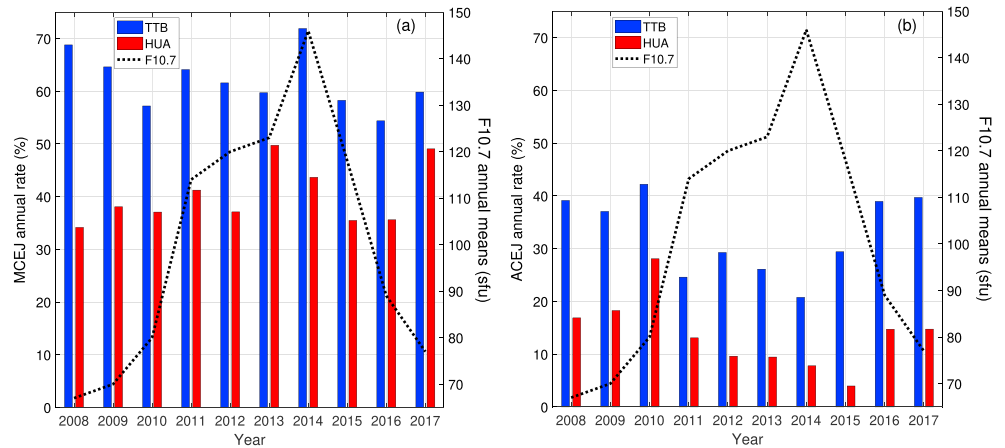 (a)
TTB
HUA
F10.7
MCEJ annual rate (%)
70
60
50
40
30
20
10
0
150
140
130
120
110
100
90
80
70
F10.7 annual means (sfu)
2008 2009 2010 2011 2012 2013 2014 2015 2016 2017
Year
(b)
TTB
HUA
F10.7
ACEJ annual rate (%)
70
60
50
40
30
20
10
0
150
140
130
120
110
100
90
80
70
F10.7 annual means (sfu)
2008 2009 2010 2011 2012 2013 2014 2015 2016 2017
Year